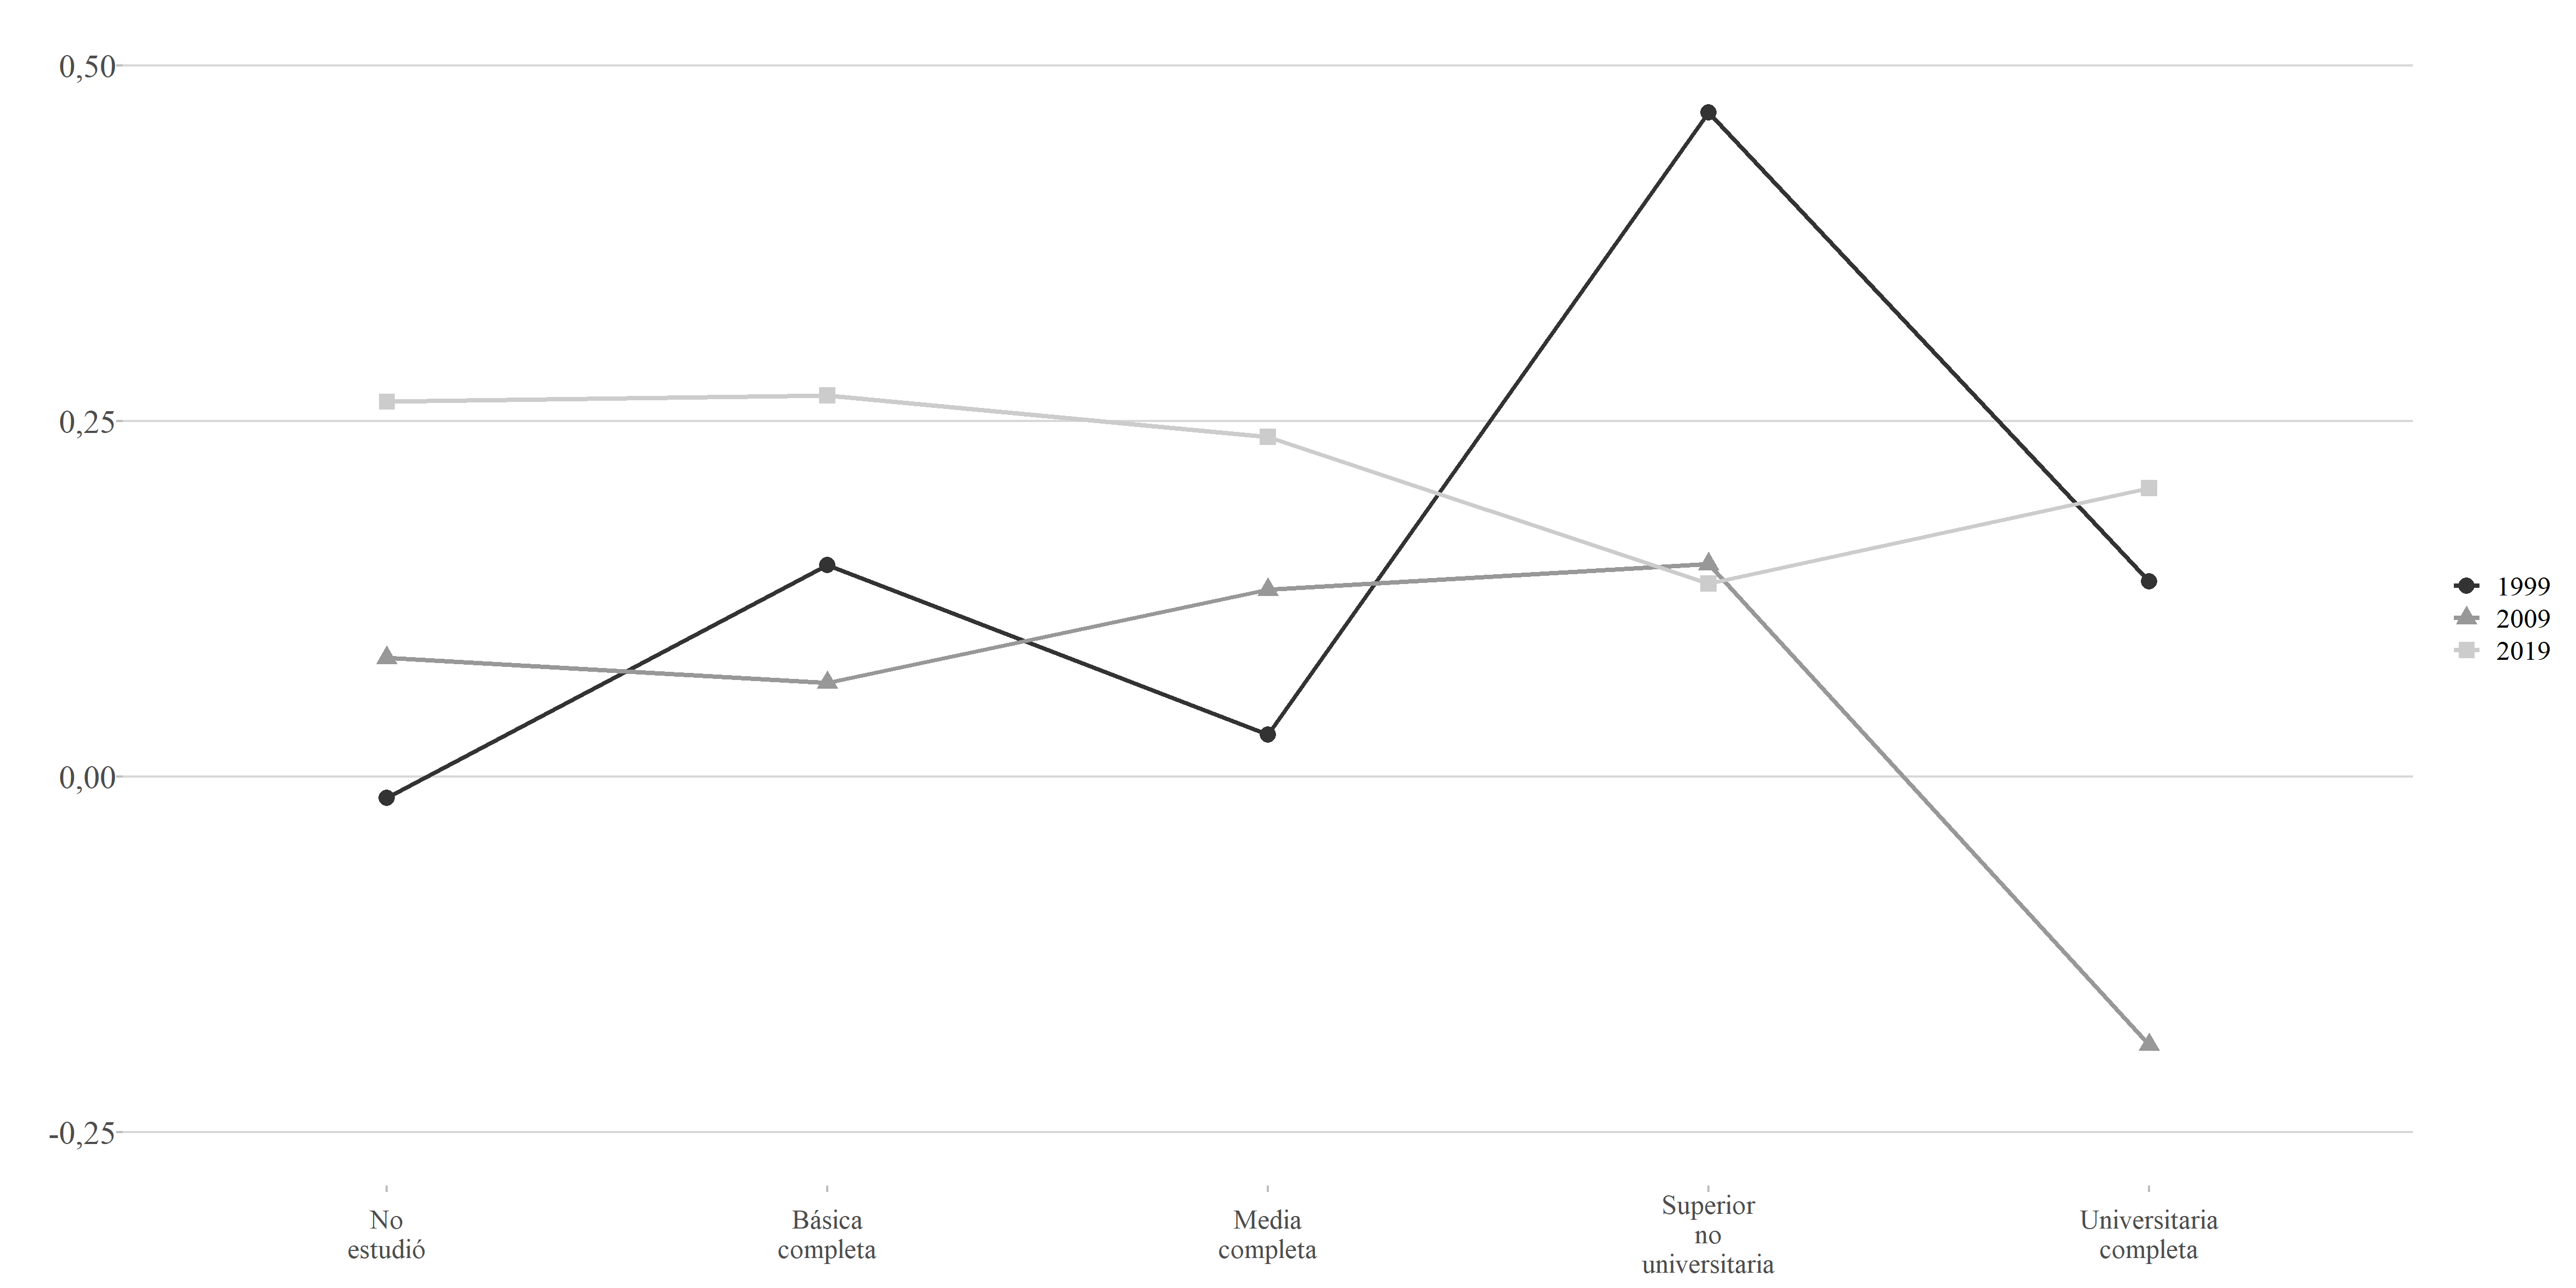 0,50
0,25
0,00
-0,25
No
estudió
Básica
completa
Media
completa
Superior
no
universitaria
Universitaria
completa
1999
2009
2019